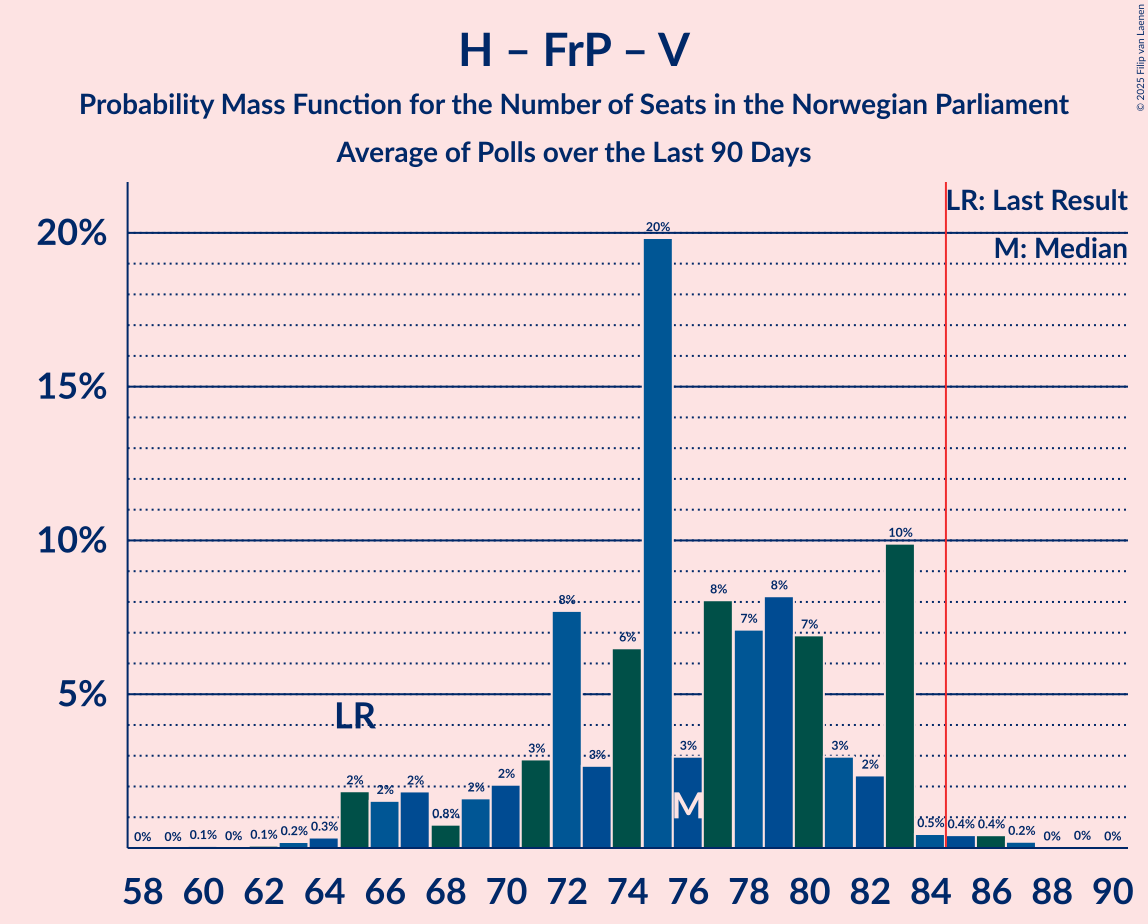 H – FrP – V
Probability Mass Function for the Number of Seats in the Norwegian Parliament
Average of Polls over the Last 90 Days
© 2025 Filip van Laenen
LR: Last Result
M: Median
20%
15%
10%
5%
LR
M
0% 0% 0.1% 0% 0.1% 0.2% 0.3% 2% 2% 2% 0.8% 2% 2% 3% 8% 3% 6% 20% 3% 8% 7% 8% 7% 3% 2% 10% 0.5% 0.4% 0.4% 0.2% 0% 0% 0%
58 60 62 64 66 68 70 72 74 76 78 80 82 84 86 88 90